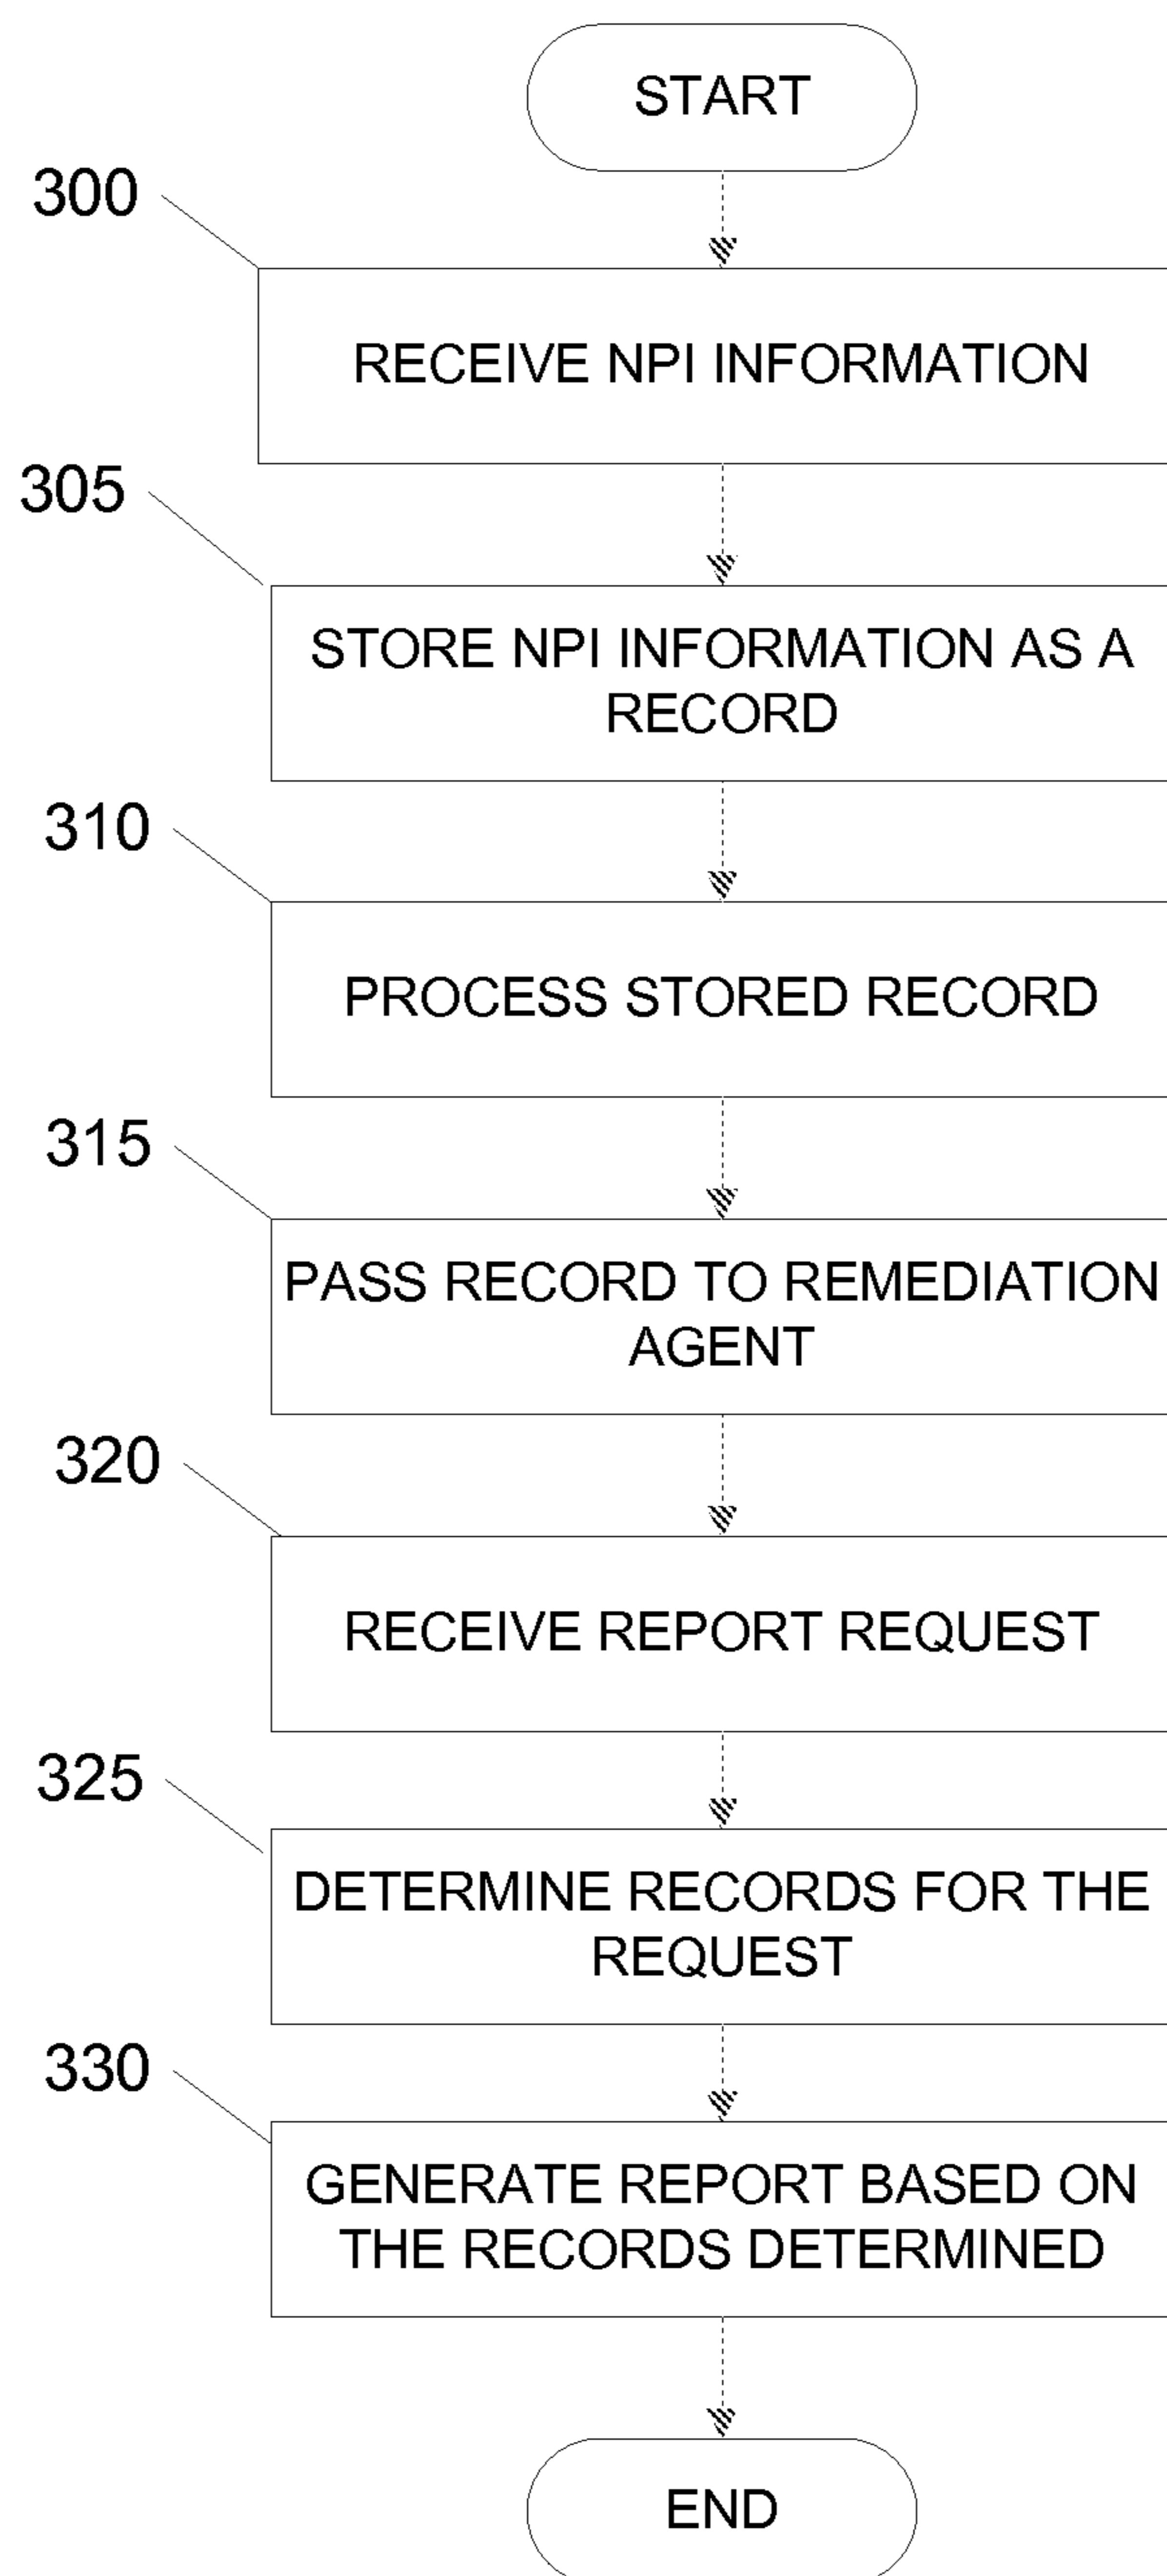 START
300
RECEIVE NPI INFORMATION
305
STORE NPI INFORMATION AS A
RECORD
310
PROCESS STORED RECORD
315
PASS RECORD TO REMEDIATION
AGENT
320
RECEIVE REPORT REQUEST
325
DETERMINE RECORDS FOR THE
REQUEST
330
GENERATE REPORT BASED ON
THE RECORDS DETERMINED
END